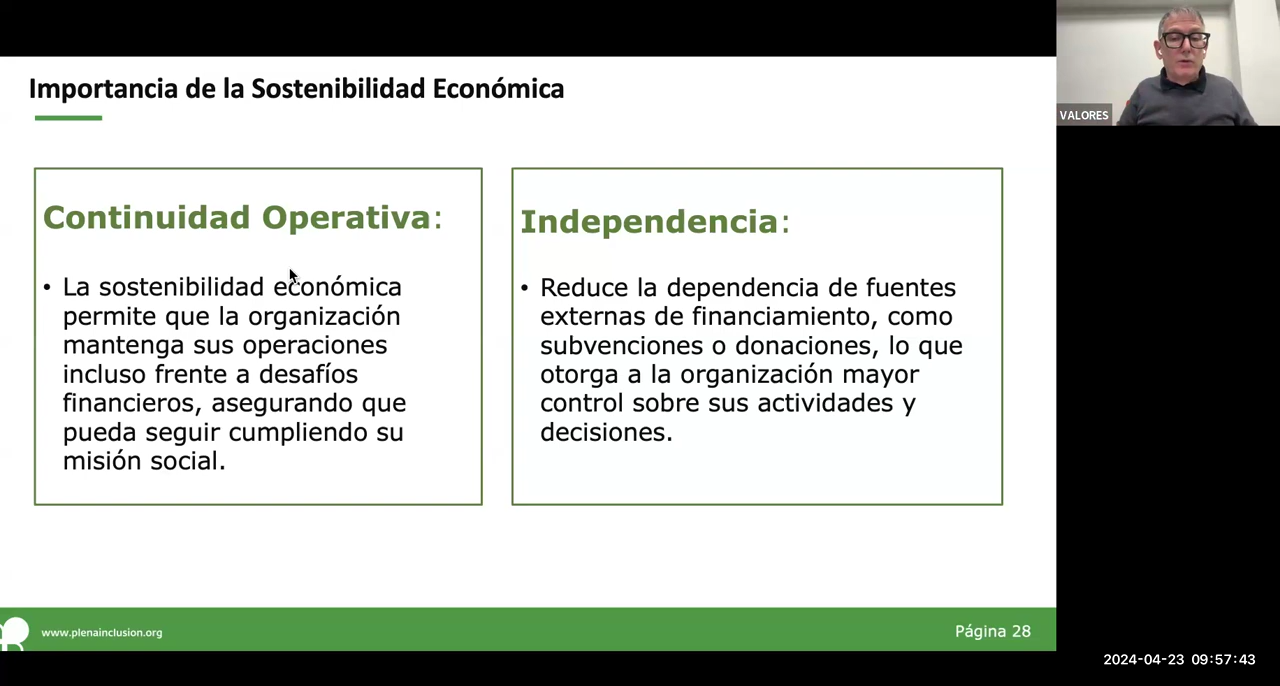 Importancia de la Sostenibilidad Económica
Continuidad Operativa:
• La sostenibilidad económica
permite que la organización
mantenga sus operaciones
incluso frente a desafíos
financieros, asegurando que
pueda seguir cumpliendo su
misión social.
Independencia:
• Reduce la dependencia de fuentes
externas de financiamiento, como
subvenciones o donaciones, lo que
otorga a la organización mayor
control sobre sus actividades y
decisiones.
www.plenainclusion.org
Página 28
VALORES
2024-04-23 09:57:43